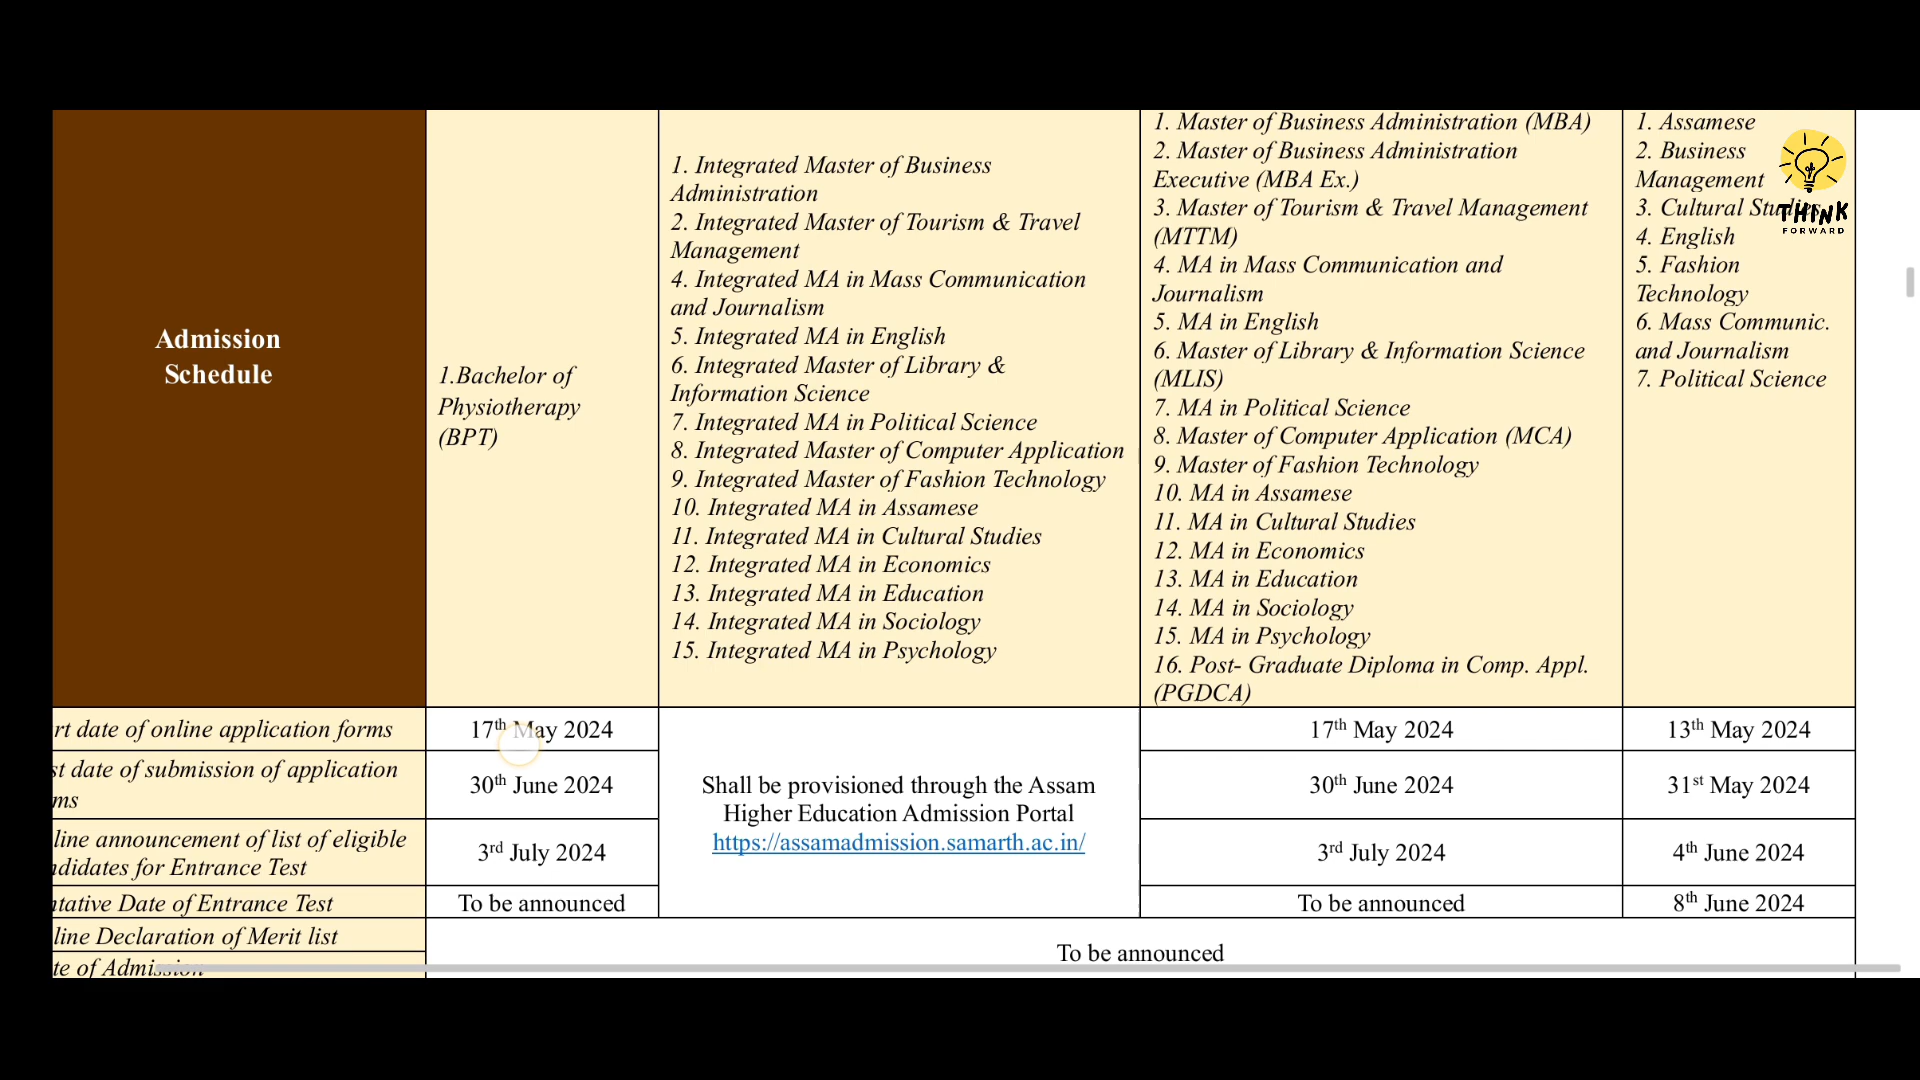 Admission
Schedule
1.Bachelor of
Physiotherapy
(BPT)
1. Integrated Master of Business
Administration
2. Integrated Master of Tourism & Travel
Management
4. Integrated MA in Mass Communication
and Journalism
5. Integrated MA in English
6. Integrated Master of Library &
Information Science
7. Integrated MA in Political Science
8. Integrated Master of Computer Application
9. Integrated Master of Fashion Technology
10. Integrated MA in Assamese
11. Integrated MA in Cultural Studies
12. Integrated MA in Economics
13. Integrated MA in Education
14. Integrated MA in Sociology
15. Integrated MA in Psychology
1. Master of Business Administration (MBA)
2. Master of Business Administration
Executive (MBA Ex.)
3. Master of Tourism & Travel Management
(MTTM)
4. MA in Mass Communication and
Journalism
5. MA in English
6. Master of Library & Information Science
(MLIS)
7. MA in Political Science
8. Master of Computer Application (MCA)
9. Master of Fashion Technology
10. MA in Assamese
11. MA in Cultural Studies
12. MA in Economics
13. MA in Education
14. MA in Sociology
15. MA in Psychology
16. Post- Graduate Diploma in Comp. Appl.
(PGDCA)
1. Assamese
2. Business
Management
3. Cultural Studies
4. English
5. Fashion
Technology
6. Mass Communic.
and Journalism
7. Political Science
THINK
FORWARD
rt date of online application forms
17th May 2024
17th May 2024
13th May 2024
st date of submission of application
ms
30th June 2024
30th June 2024
31st May 2024
Shall be provisioned through the Assam
Higher Education Admission Portal
https://assamadmission.samarth.ac.in/
line announcement of list of eligible
ndidates for Entrance Test
3rd July 2024
3rd July 2024
4th June 2024
ntative Date of Entrance Test
To be announced
To be announced
8th June 2024
line Declaration of Merit list
te of Admission
To be announced